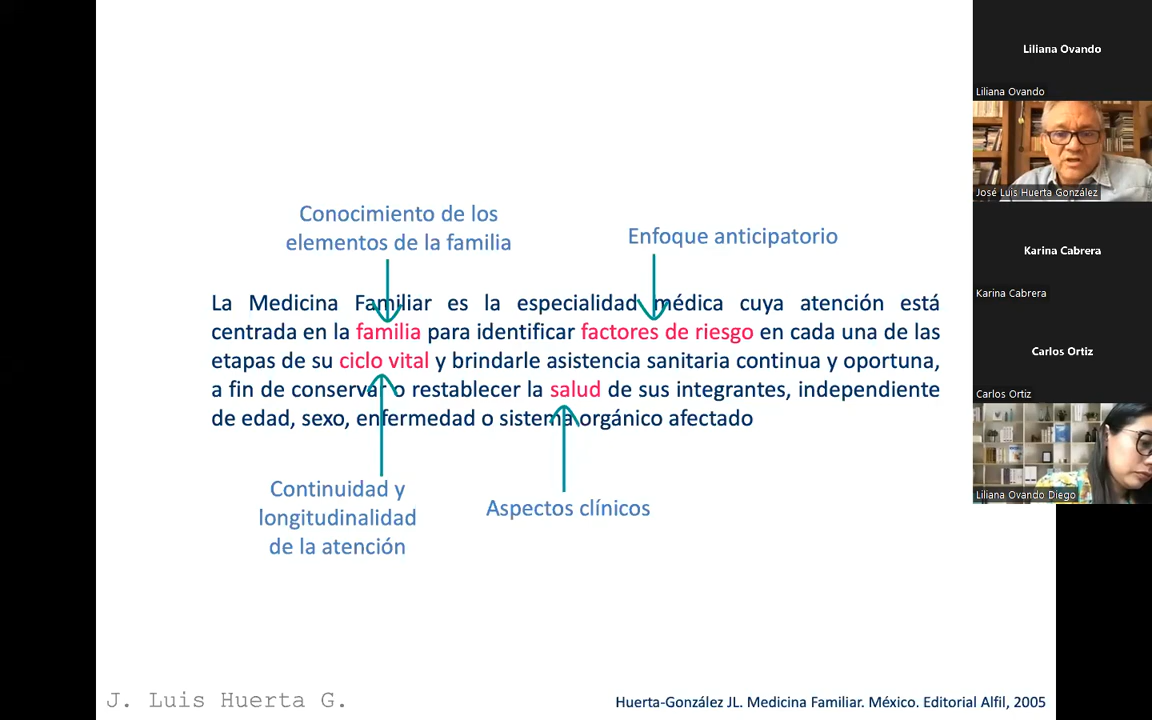 Conocimiento de los
elementos de la familia
Enfoque anticipatorio
La Medicina Familiar es la especialidad médica cuya atención está
centrada en la familia para identificar factores de riesgo en cada una de las
etapas de su ciclo vital y brindarle asistencia sanitaria continua y oportuna,
a fin de conservar o restablecer la salud de sus integrantes, independiente
de edad, sexo, enfermedad o sistema orgánico afectado
Continuidad y
longitudinalidad
de la atención
Aspectos clínicos
J. Luis Huerta G.
Huerta-González JL. Medicina Familiar. México. Editorial Alfil, 2005
Liliana Ovando
Liliana Ovando
José Luis Huerta González
Karina Cabrera
Karina Cabrera
Carlos Ortiz
Carlos Ortiz
Liliana Ovando Diego